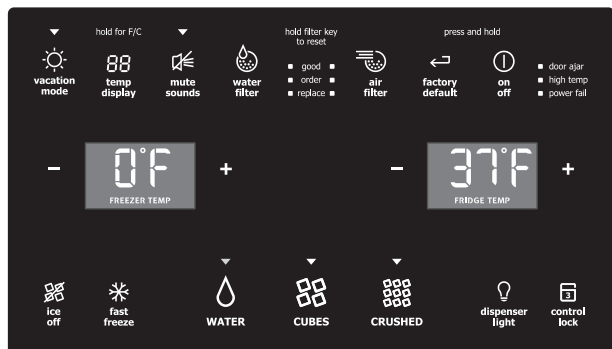 hold for F/C
hold filter key
to reset
press and hold
88
vacation
mode
temp
display
mute
sounds
water
filter
good
order
replace
air
filter
factory
default
on
off
door ajar
high temp
power fail
- 0°F +
FREEZER TEMP
- 37°F +
FRIDGE TEMP
ice
off
fast
freeze
WATER
CUBES
CRUSHED
dispenser
light
3
control
lock